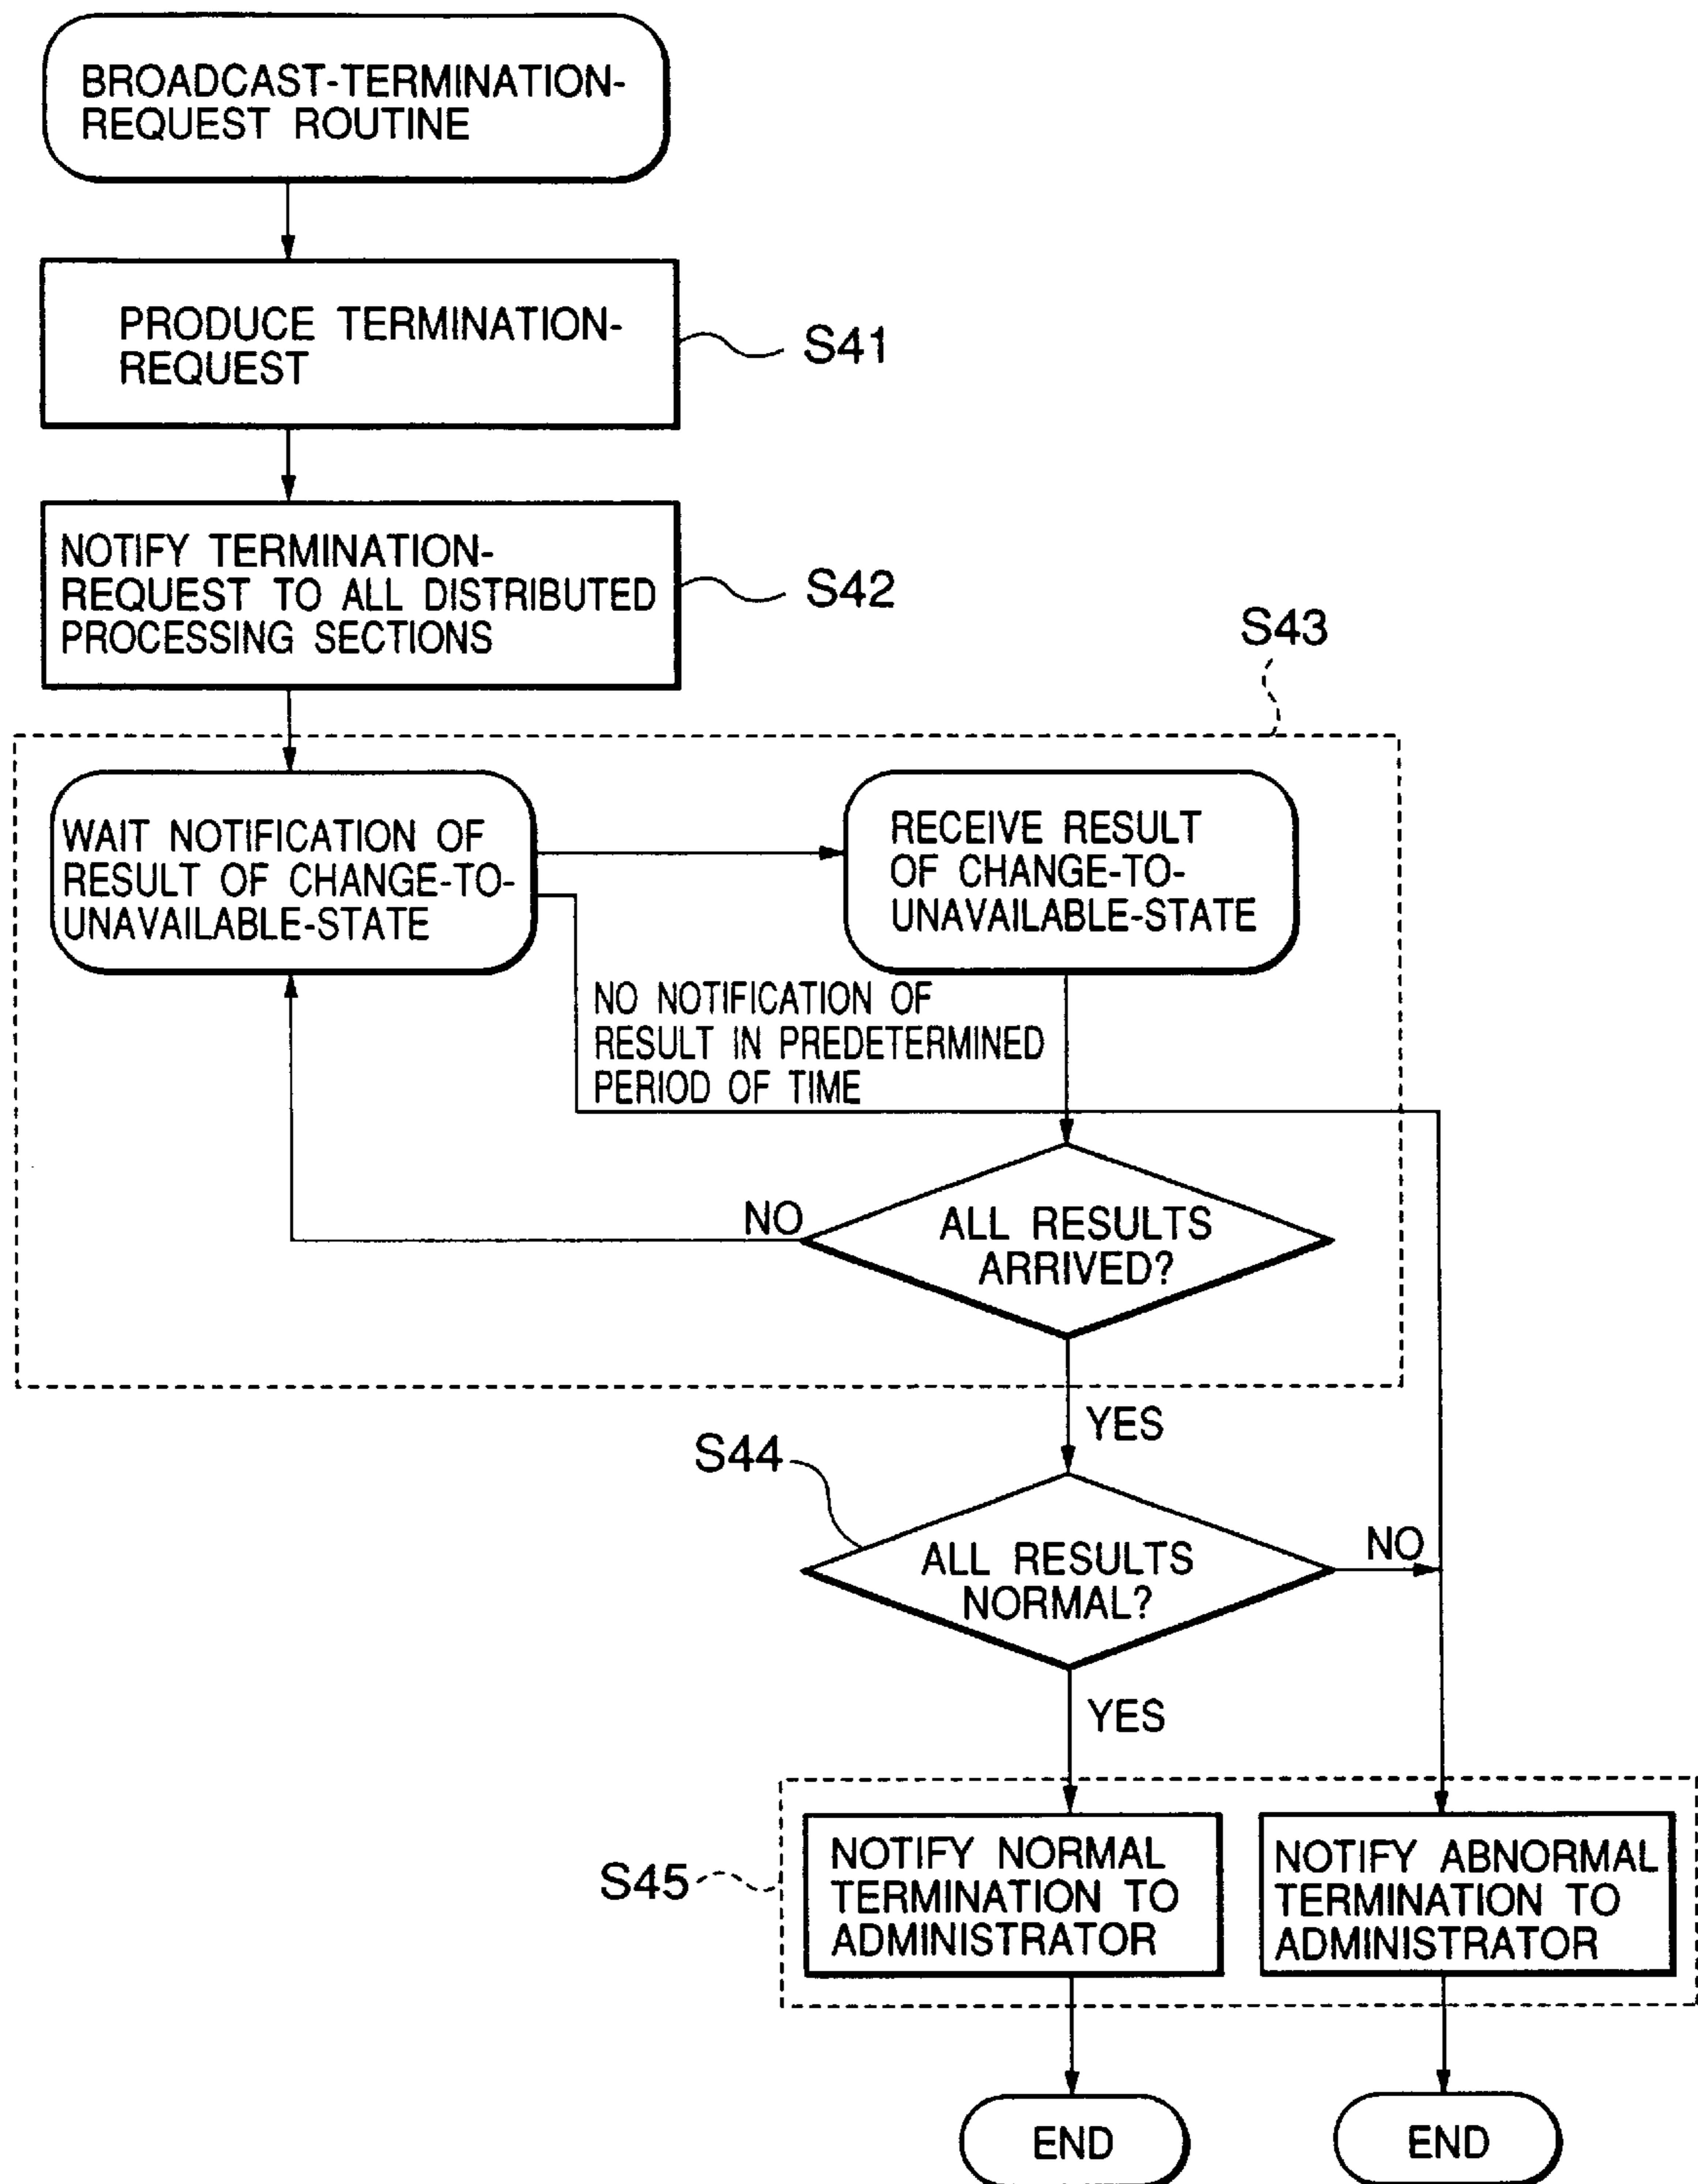 BROADCAST-TERMINATION-
REQUEST ROUTINE
PRODUCE TERMINATION-
REQUEST
S41
NOTIFY TERMINATION-
REQUEST TO ALL DISTRIBUTED
PROCESSING SECTIONS
S42
S43
WAIT NOTIFICATION OF
RESULT OF CHANGE-TO-
UNAVAILABLE-STATE
RECEIVE RESULT
OF CHANGE-TO-
UNAVAILABLE-STATE
NO NOTIFICATION OF
RESULT IN PREDETERMINED
PERIOD OF TIME
NO
ALL RESULTS
ARRIVED?
YES
S44
ALL RESULTS
NORMAL?
NO
YES
S45
NOTIFY NORMAL
TERMINATION TO
ADMINISTRATOR
NOTIFY ABNORMAL
TERMINATION TO
ADMINISTRATOR
END
END